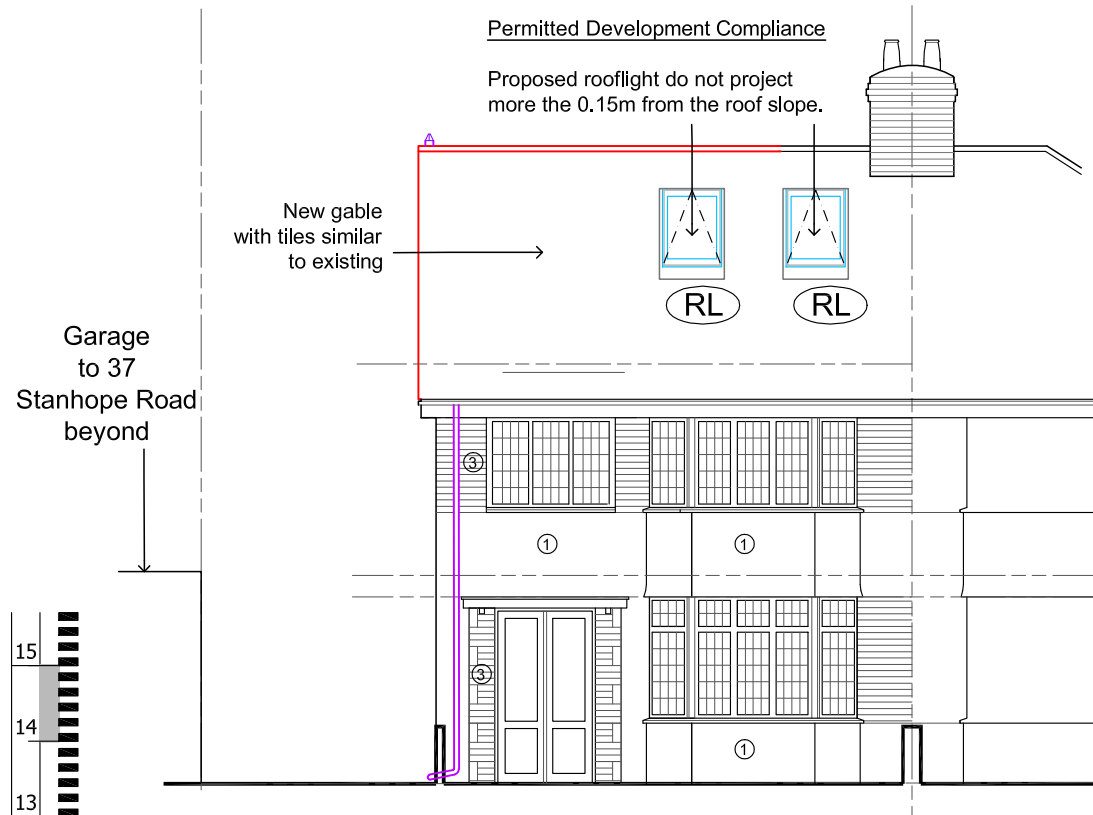 Permitted Development Compliance
Proposed rooflight do not project
more the 0.15m from the roof slope.
New gable
with tiles similar
to existing
RL
RL
Garage
to 37
Stanhope Road
beyond
3
1
1
15
3
14
1
13